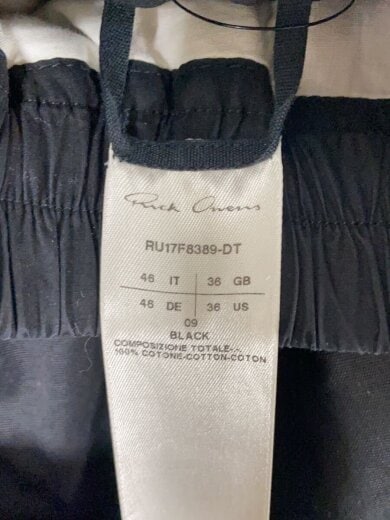 Rick Owens
RU17F8389-DT
46 IT 36 GB
46 DE 36 US
09
BLACK
COMPOSIZIONE TOTALE-
100% COTONE-COTTON-COTON